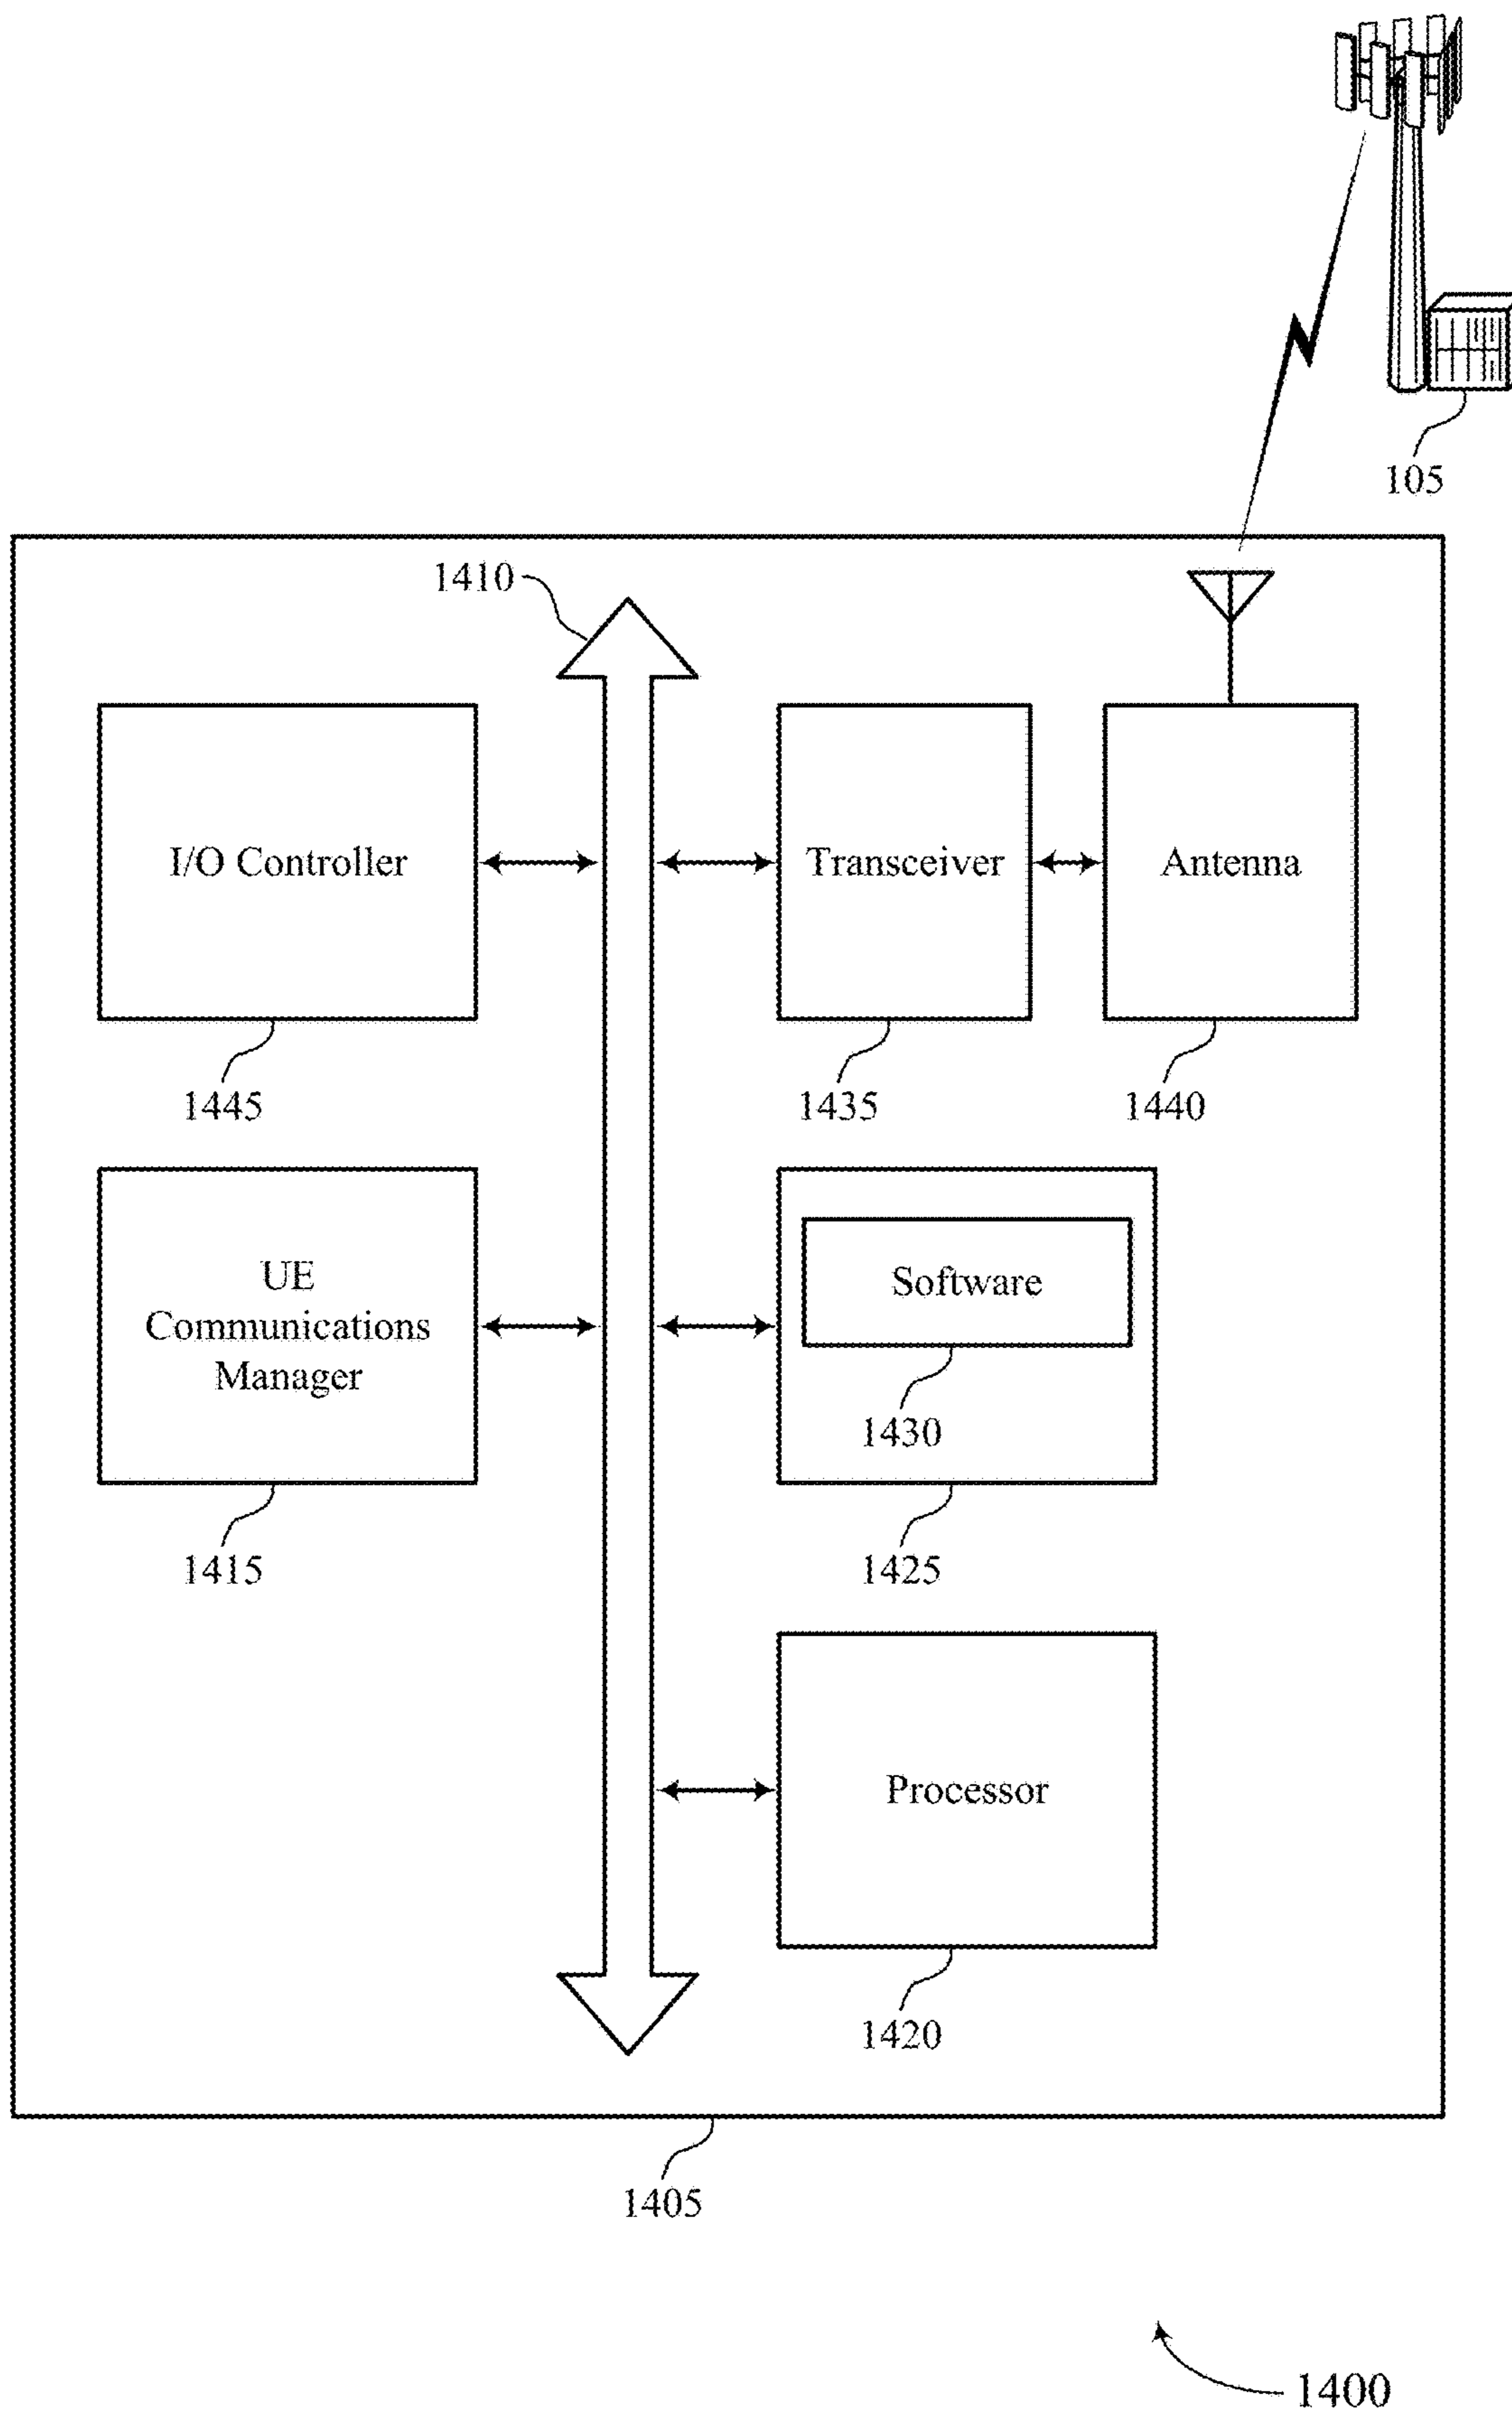 105
1410
I/O Controller
Transceiver
Antenna
1445
1435
1440
UE
Communications
Manager
Software
1430
1415
1425
Processor
1420
1405
1400